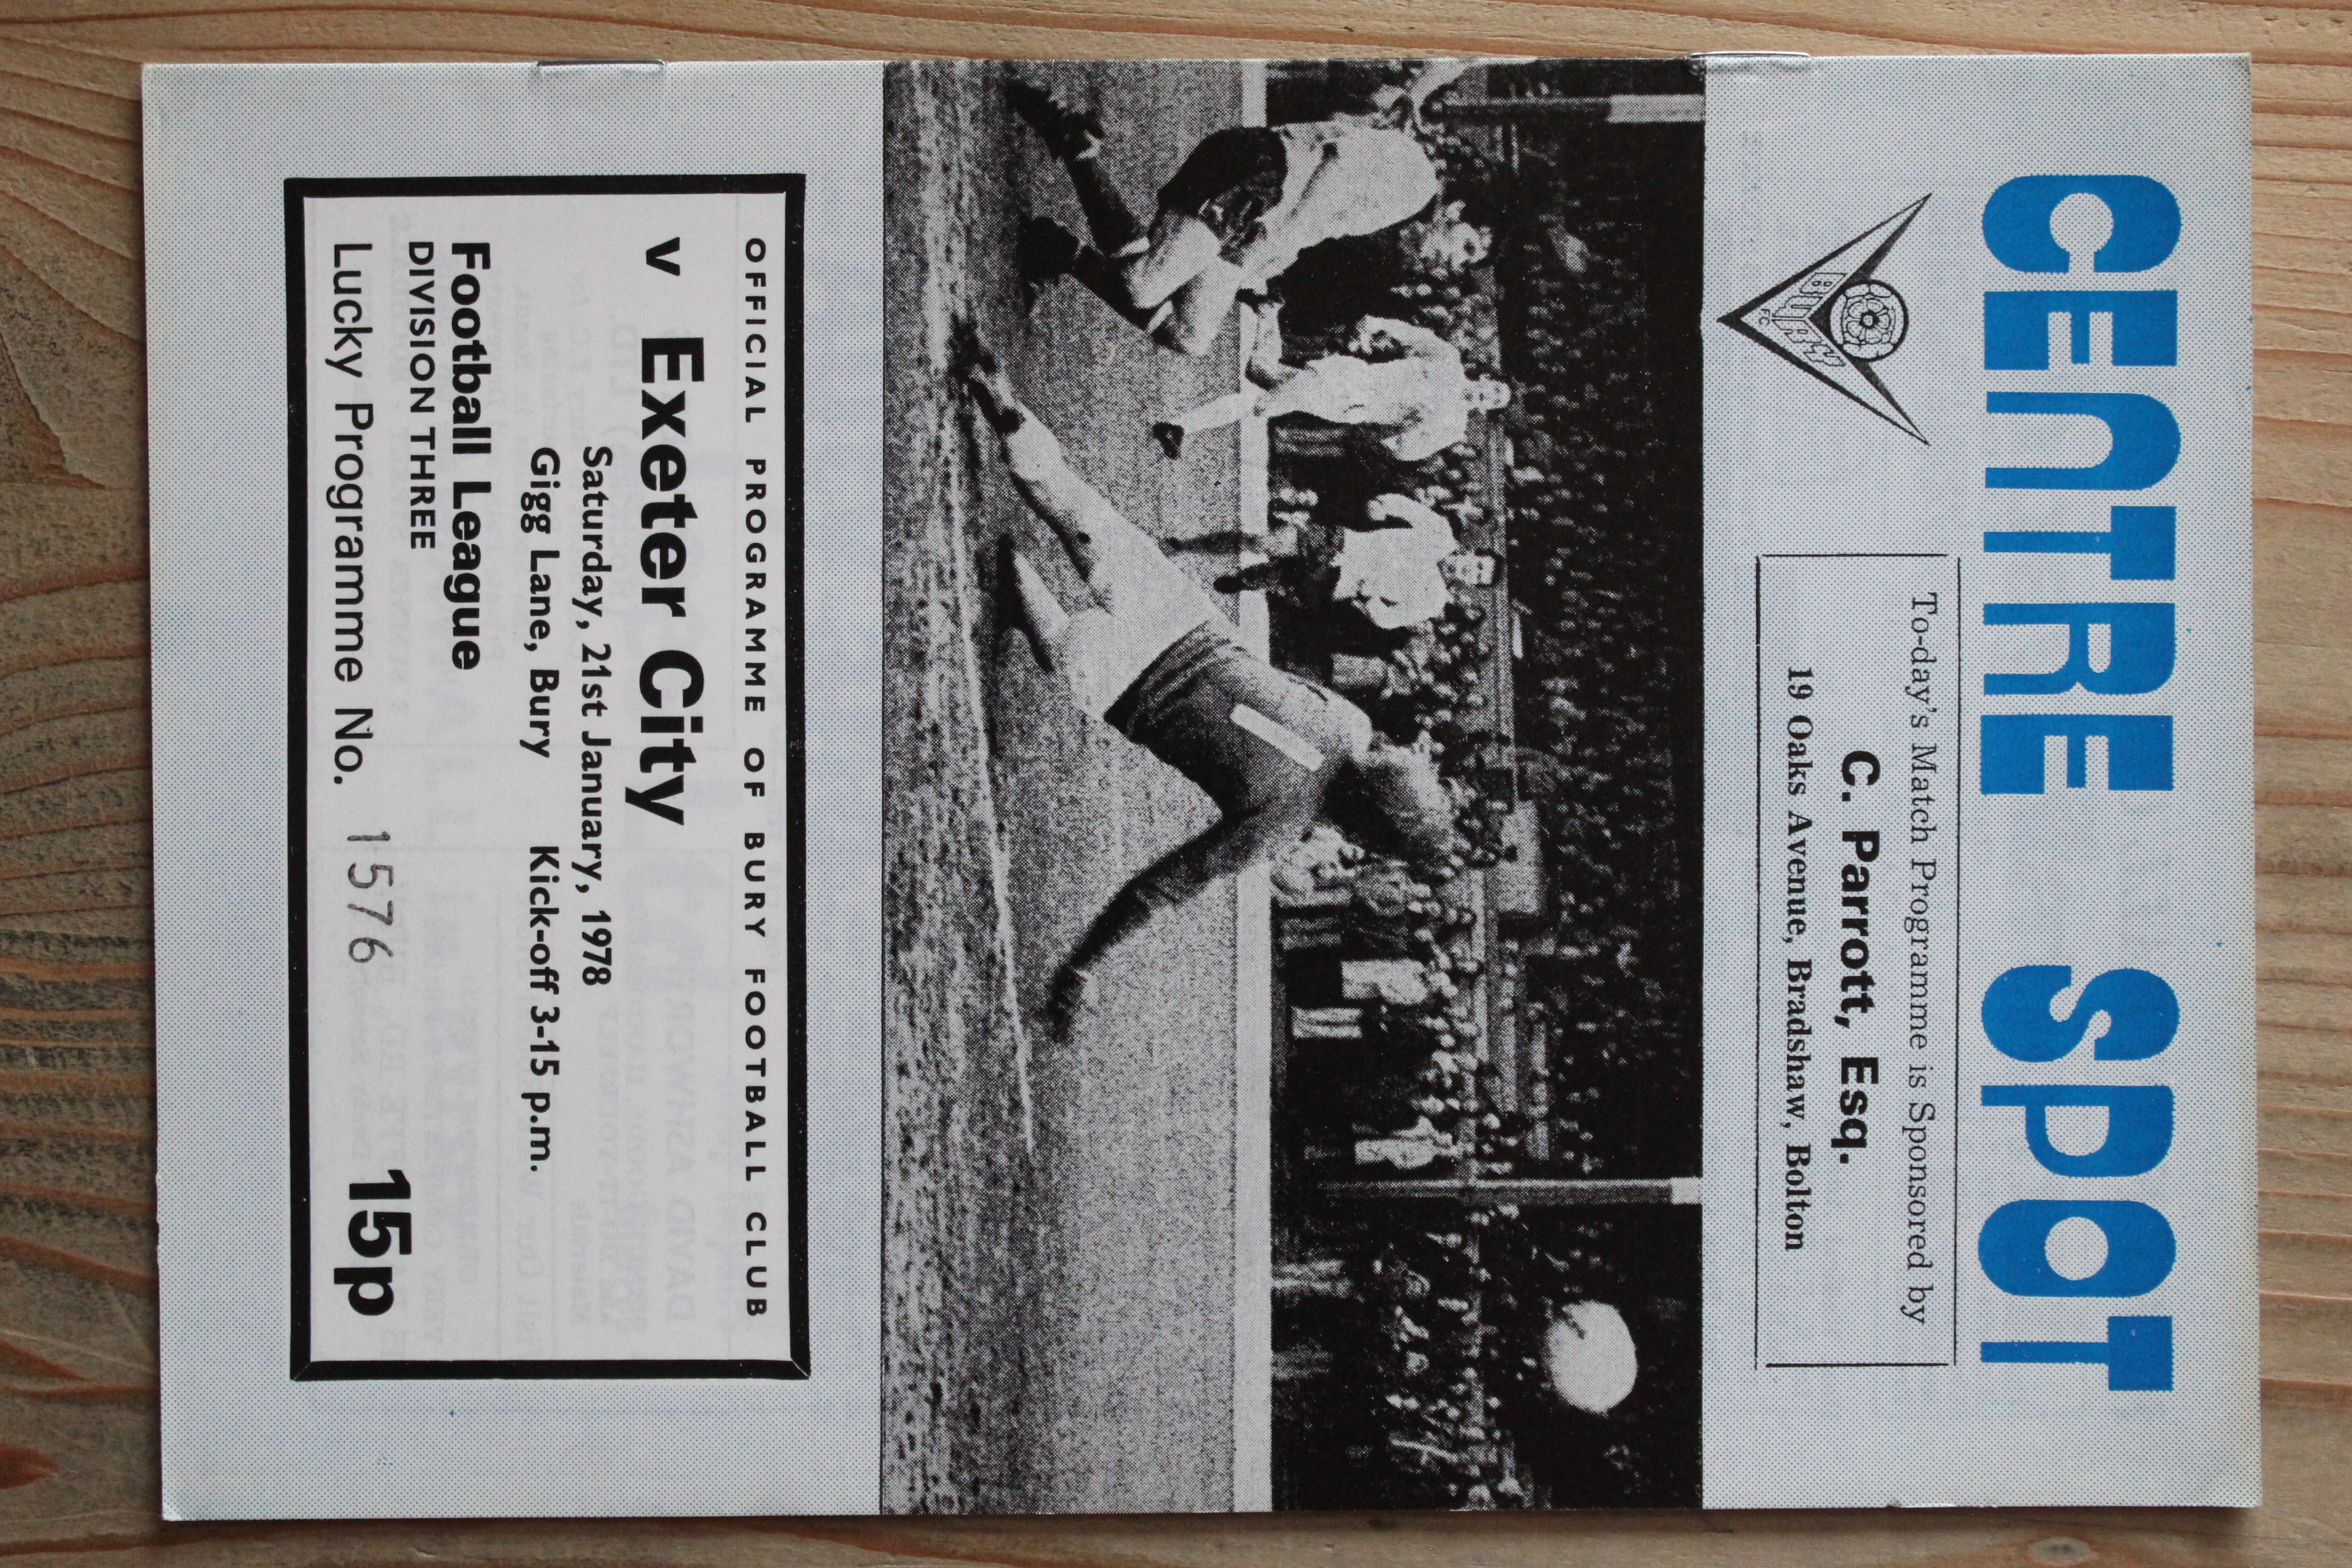 CENTRE SPOT
BURY
FC
To-day's Match Programme is Sponsored by
C. Parrott, Esq.
19 Oaks Avenue, Bradshaw, Bolton
OFFICIAL PROGRAMME OF BURY FOOTBALL CLUB
v Exeter City
Saturday, 21st January, 1978
Gigg Lane, Bury Kick-off 3-15 p.m.
Football League
DIVISION THREE
Lucky Programme No. 1576 15p